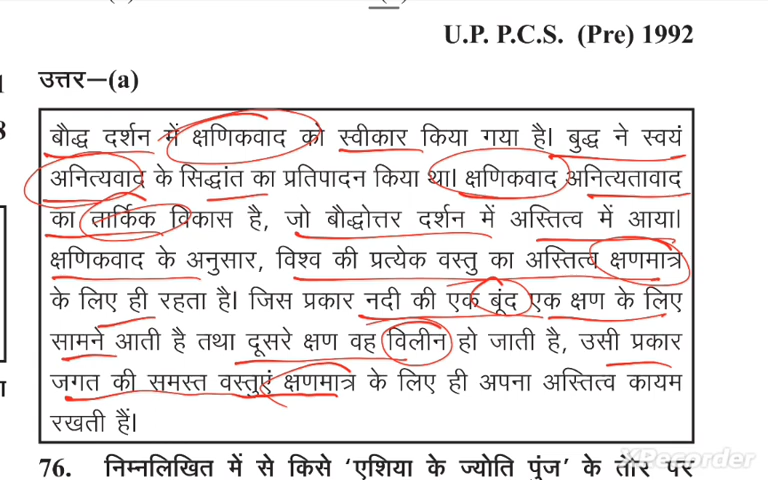 U.P. P.C.S. (Pre) 1992
उत्तर—(a)
बौद्ध दर्शन में क्षणिकवाद को स्वीकार किया गया है। बुद्ध ने स्वयं
अनित्यवाद के सिद्धांत का प्रतिपादन किया था। क्षणिकवाद अनित्यतावाद
का तार्किक विकास है, जो बौद्धोत्तर दर्शन में अस्तित्व में आया।
क्षणिकवाद के अनुसार, विश्व की प्रत्येक वस्तु का अस्तित्व क्षणमात्र
के लिए ही रहता है। जिस प्रकार नदी की एक बूंद एक क्षण के लिए
सामने आती है तथा दूसरे क्षण वह विलीन हो जाती है, उसी प्रकार
जगत की समस्त वस्तुएं क्षणमात्र के लिए ही अपना अस्तित्व कायम
रखती हैं।
76. निम्नलिखित में से किसे 'एशिया के ज्योति पुंज' के तौर पर
XRecorder